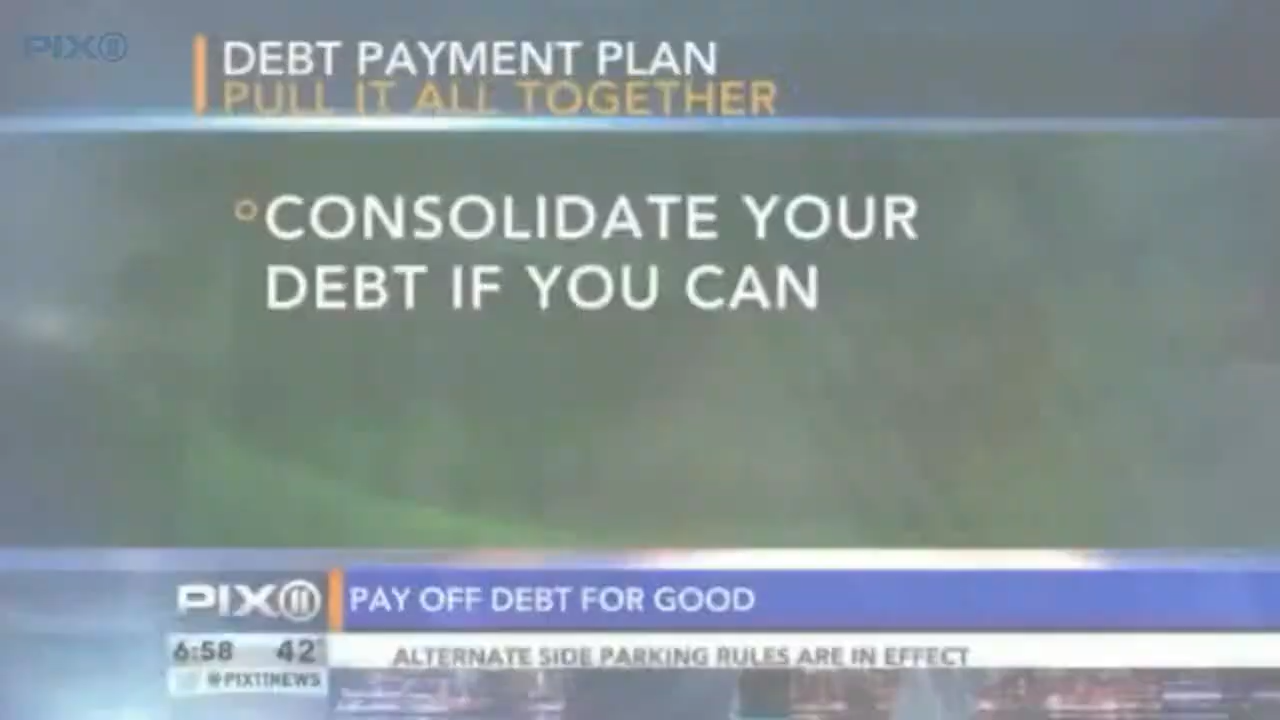 PIX11
DEBT PAYMENT PLAN
PULL IT ALL TOGETHER
°CONSOLIDATE YOUR
DEBT IF YOU CAN
PIX11
PAY OFF DEBT FOR GOOD
6:58 42°
ALTERNATE SIDE PARKING RULES ARE IN EFFECT
@PIX11NEWS